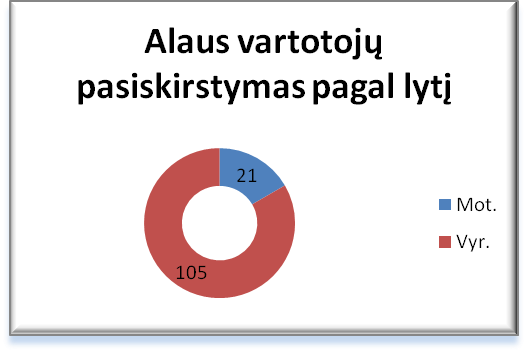 Alaus vartotojų
pasiskirstymas pagal lytį
21
105
Mot.
Vyr.